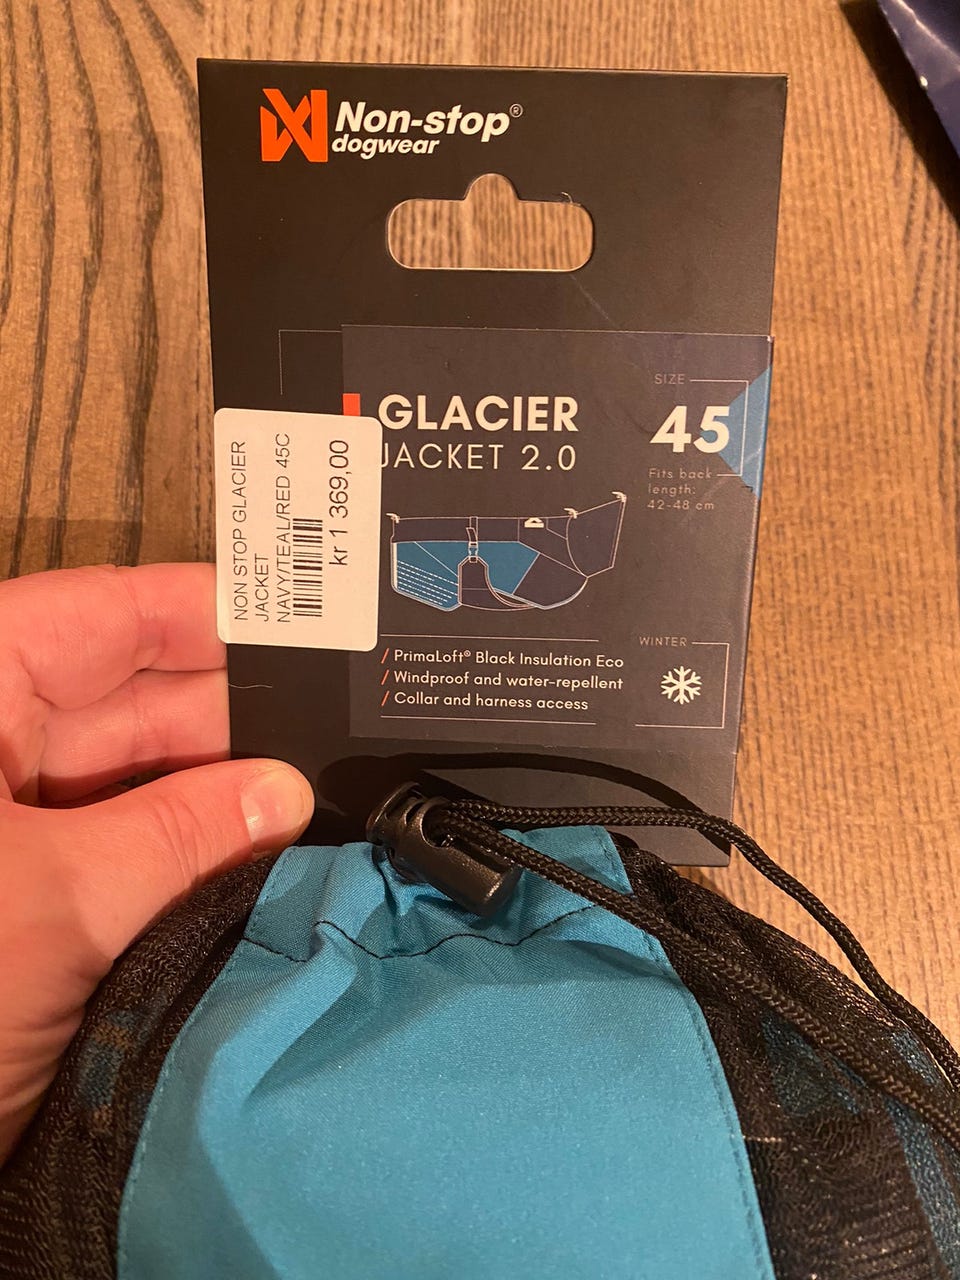 Non-stop®
dogwear
GLACIER
JACKET 2.0
SIZE
45
Fits back
length:
42-48 cm
NON STOP GLACIER
JACKET
NAVY/TEAL/RED 45C
kr 1 369,00
WINTER
/ PrimaLoft® Black Insulation Eco
/ Windproof and water-repellent
/ Collar and harness access